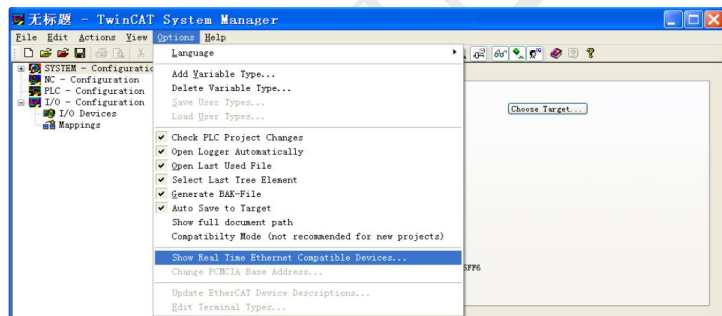 无标题 - TwinCAT System Manager
File Edit Actions View Options Help
SYSTEM - Configuratio
NC - Configuration
PLC - Configuration
I/O - Configuration
I/O Devices
Mappings
Language
Add Variable Type...
Delete Variable Type...
Save User Types...
Load User Types...
Check PLC Project Changes
Open Logger Automatically
Open Last Used File
Select Last Tree Element
Generate BAK-File
Auto Save to Target
Show full document path
Compatibilty Mode (not recommended for new projects)
Show Real Time Ethernet Compatible Devices...
Change PCMCIA Base Address...
Update EtherCAT Device Descriptions...
Edit Terminal Types...
Choose Target...